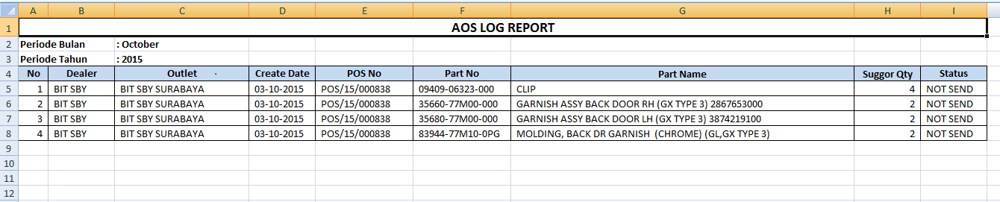 A B C D E F G H I
1 AOS LOG REPORT
2 Periode Bulan : October
3 Periode Tahun : 2015
4 No Dealer Outlet Create Date POS No Part No Part Name Suggor Qty Status
5 1 BIT SBY BIT SBY SURABAYA 03-10-2015 POS/15/000838 09409-06323-000 CLIP 4 NOT SEND
6 2 BIT SBY BIT SBY SURABAYA 03-10-2015 POS/15/000838 35660-77M00-000 GARNISH ASSY BACK DOOR RH (GX TYPE 3) 2867653000 2 NOT SEND
7 3 BIT SBY BIT SBY SURABAYA 03-10-2015 POS/15/000838 35680-77M00-000 GARNISH ASSY BACK DOOR LH (GX TYPE 3) 3874219100 2 NOT SEND
8 4 BIT SBY BIT SBY SURABAYA 03-10-2015 POS/15/000838 83944-77M10-0PG MOLDING, BACK DR GARNISH  (CHROME) (GL,GX TYPE 3) 2 NOT SEND
9
10
11
12